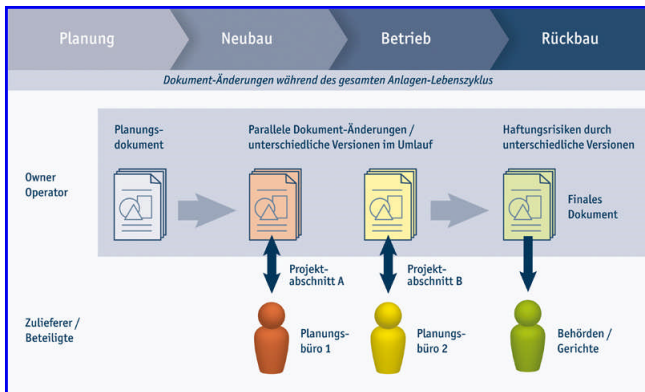 Planung
Neubau
Betrieb
Rückbau
Dokument-Änderungen während des gesamten Anlagen-Lebenszyklus
Planungs-
dokument
Parallele Dokument-Änderungen /
unterschiedliche Versionen im Umlauf
Haftungsrisiken durch
unterschiedliche Versionen
Owner
Operator
Finales
Dokument
Projekt-
abschnitt A
Projekt-
abschnitt B
Zulieferer /
Beteiligte
Planungs-
büro 1
Planungs-
büro 2
Behörden /
Gerichte